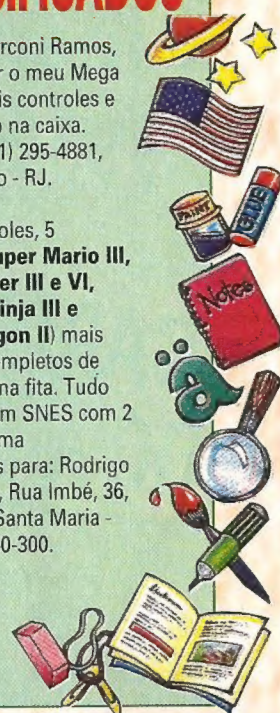 rconi Ramos,
r o meu Mega
is controles e
o na caixa.
1) 295-4881,
o - RJ.
oles, 5
uper Mario III,
er III e VI,
inja III e
gon II) mais
mpletos de
ma fita. Tudo
m SNES com 2
ma
s para: Rodrigo
, Rua Imbé, 36,
Santa Maria -
0-300.
PAINT
GLUE
Notes
a